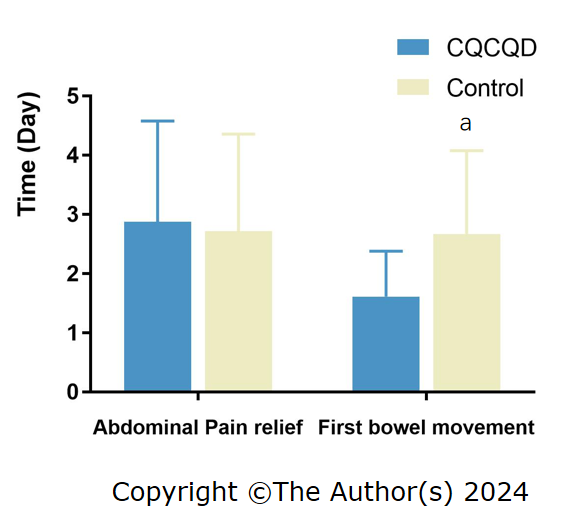 CQCQD
Control
a
Time (Day)
5
4
3
2
1
0
Abdominal Pain relief First bowel movement
Copyright ©The Author(s) 2024